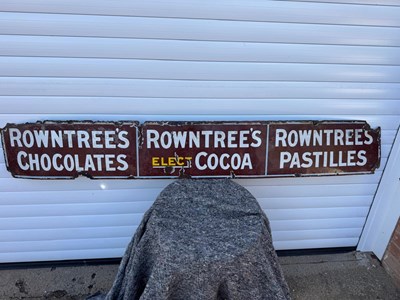 ROWNTREE'S
CHOCOLATES
ROWNTREE'S
ELECT COCOA
ROWNTREE'S
PASTILLES